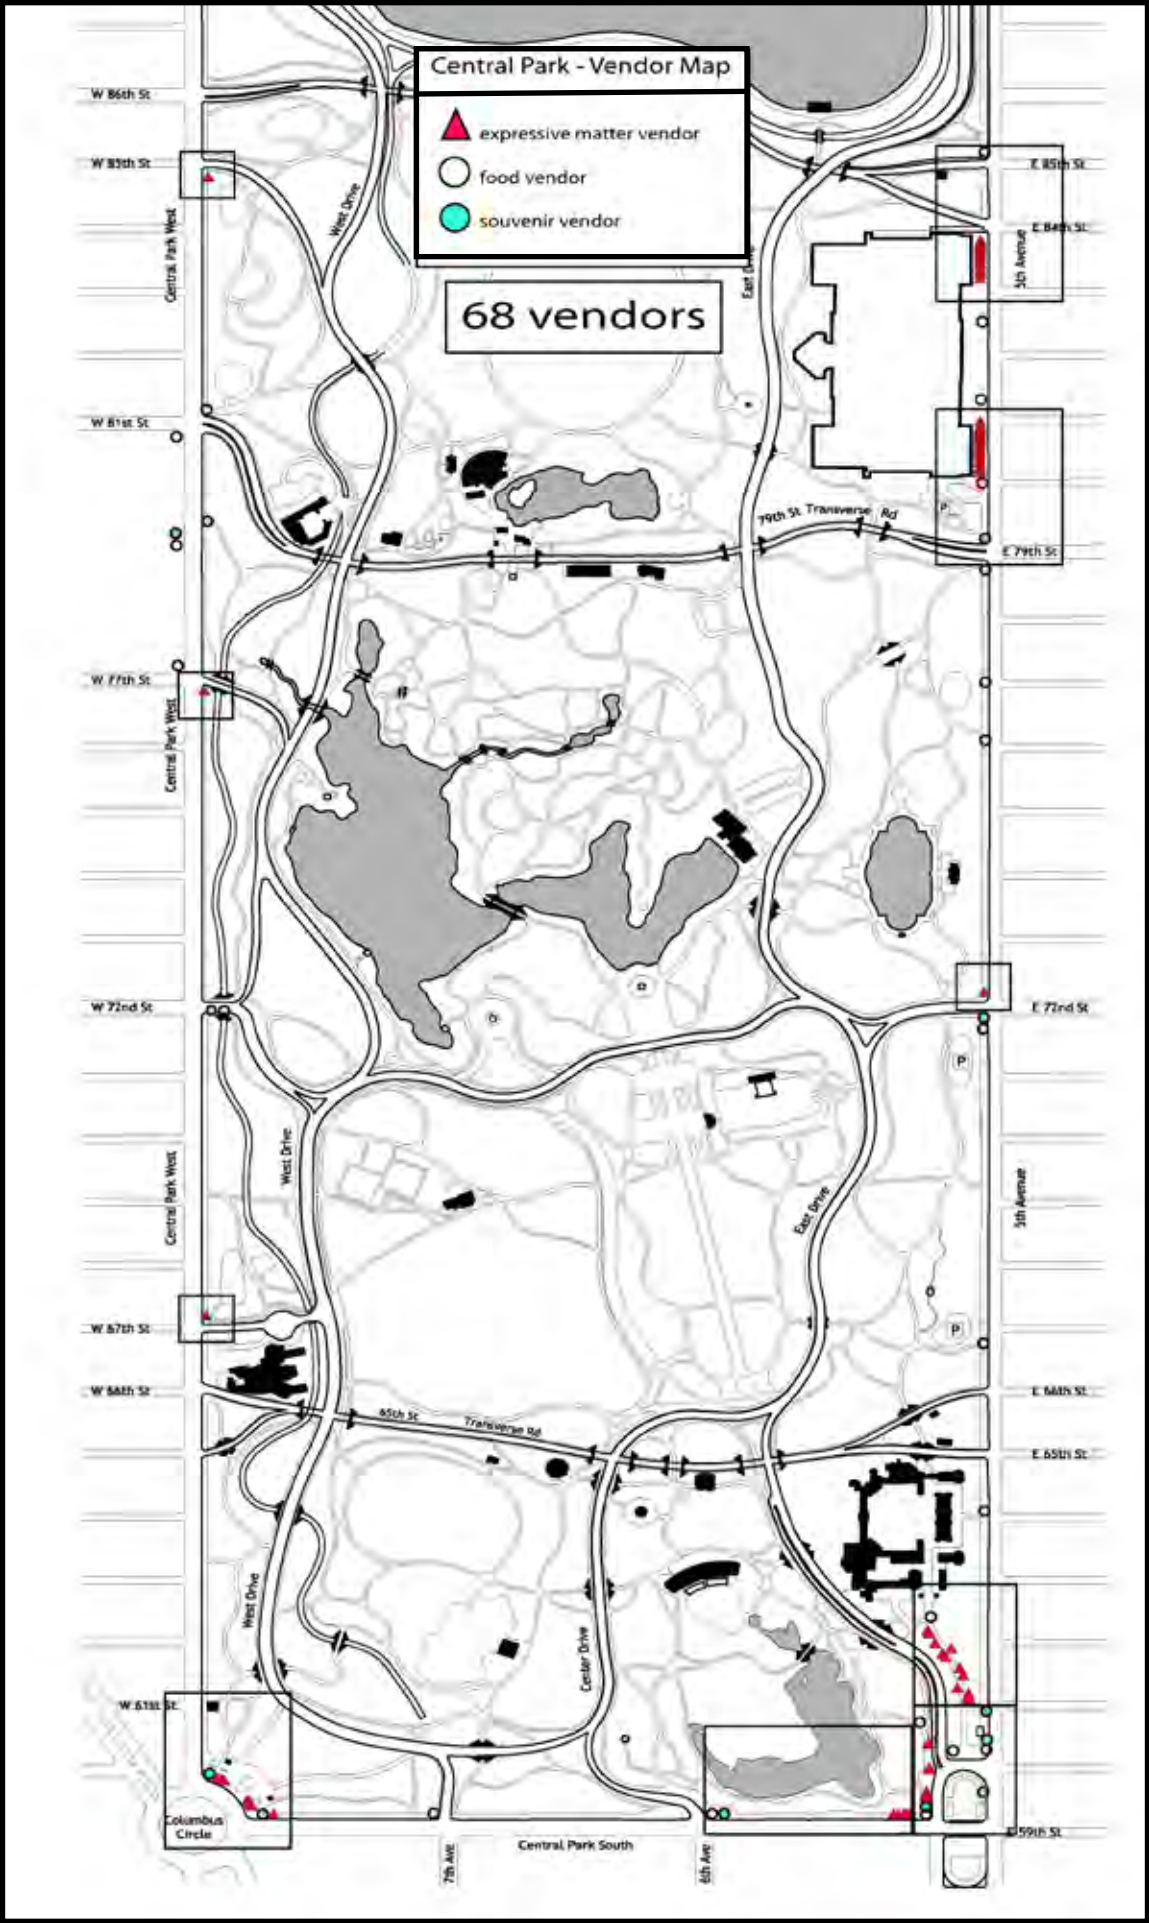 Central Park - Vendor Map
expressive matter vendor
food vendor
souvenir vendor
68 vendors
W 86th St
W 85th St
E 85th St
E 84th St
Central Park West
West Drive
East Drive
5th Avenue
W 81st St
P
79th St Transverse Rd
E 79th St
W 77th St
Central Park West
W 72nd St
E 72nd St
P
Central Park West
West Drive
East Drive
5th Avenue
W 67th St
P
W 66th St
65th St Transverse Rd
E 66th St
E 65th St
West Drive
Center Drive
W 61st St.
Columbus
Circle
Central Park South
7th Ave
6th Ave
E 59th St